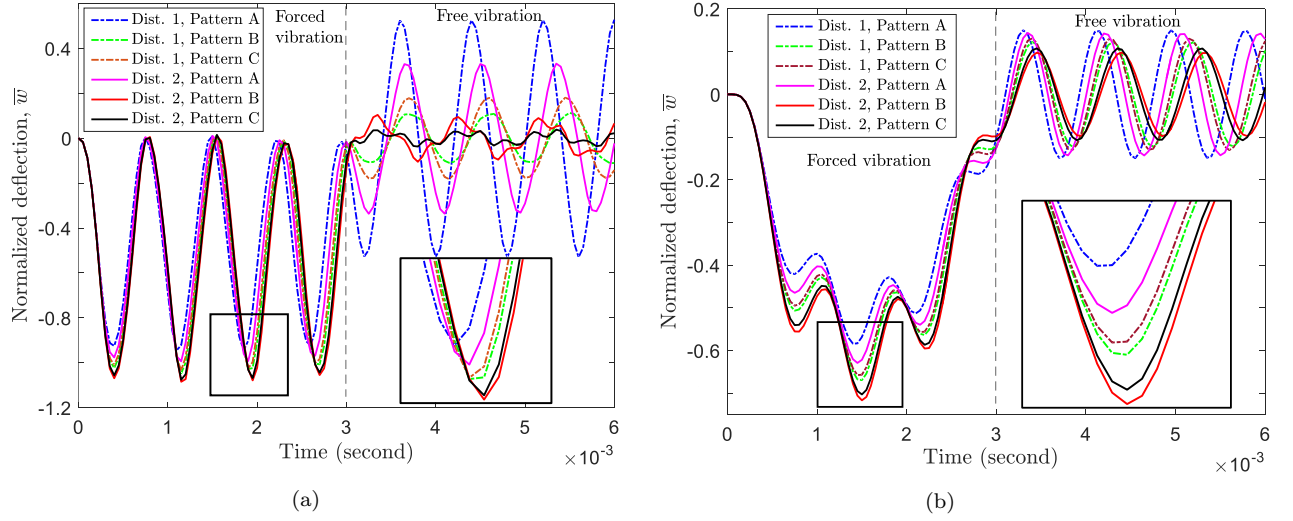 Dist. 1, Pattern A
Dist. 1, Pattern B
Dist. 1, Pattern C
Dist. 2, Pattern A
Dist. 2, Pattern B
Dist. 2, Pattern C
Forced
vibration
Free vibration
0.4
0
-0.4
-0.8
-1.2
Normalized deflection, w̅
0 1 2 3 4 5 6
Time (second)
×10⁻³
(a)
Dist. 1, Pattern A
Dist. 1, Pattern B
Dist. 1, Pattern C
Dist. 2, Pattern A
Dist. 2, Pattern B
Dist. 2, Pattern C
Free vibration
Forced vibration
0.2
0
-0.2
-0.4
-0.6
Normalized deflection, w̅
0 1 2 3 4 5 6
Time (second)
×10⁻³
(b)